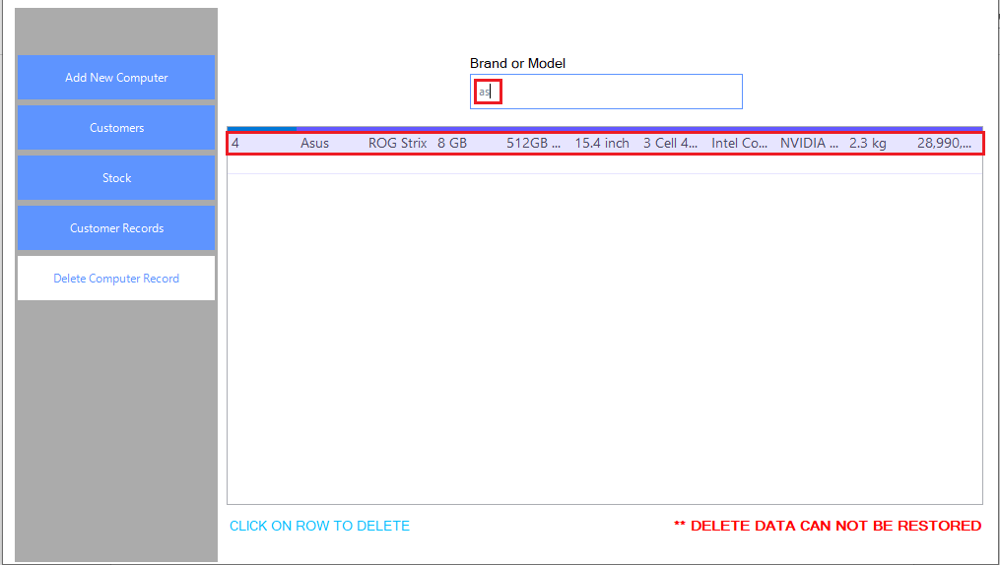 Add New Computer
Customers
Stock
Customer Records
Delete Computer Record
Brand or Model
as
4 Asus ROG Strix 8 GB 512GB ... 15.4 inch 3 Cell 4... Intel Co... NVIDIA ... 2.3 kg 28,990,...
CLICK ON ROW TO DELETE
** DELETE DATA CAN NOT BE RESTORED